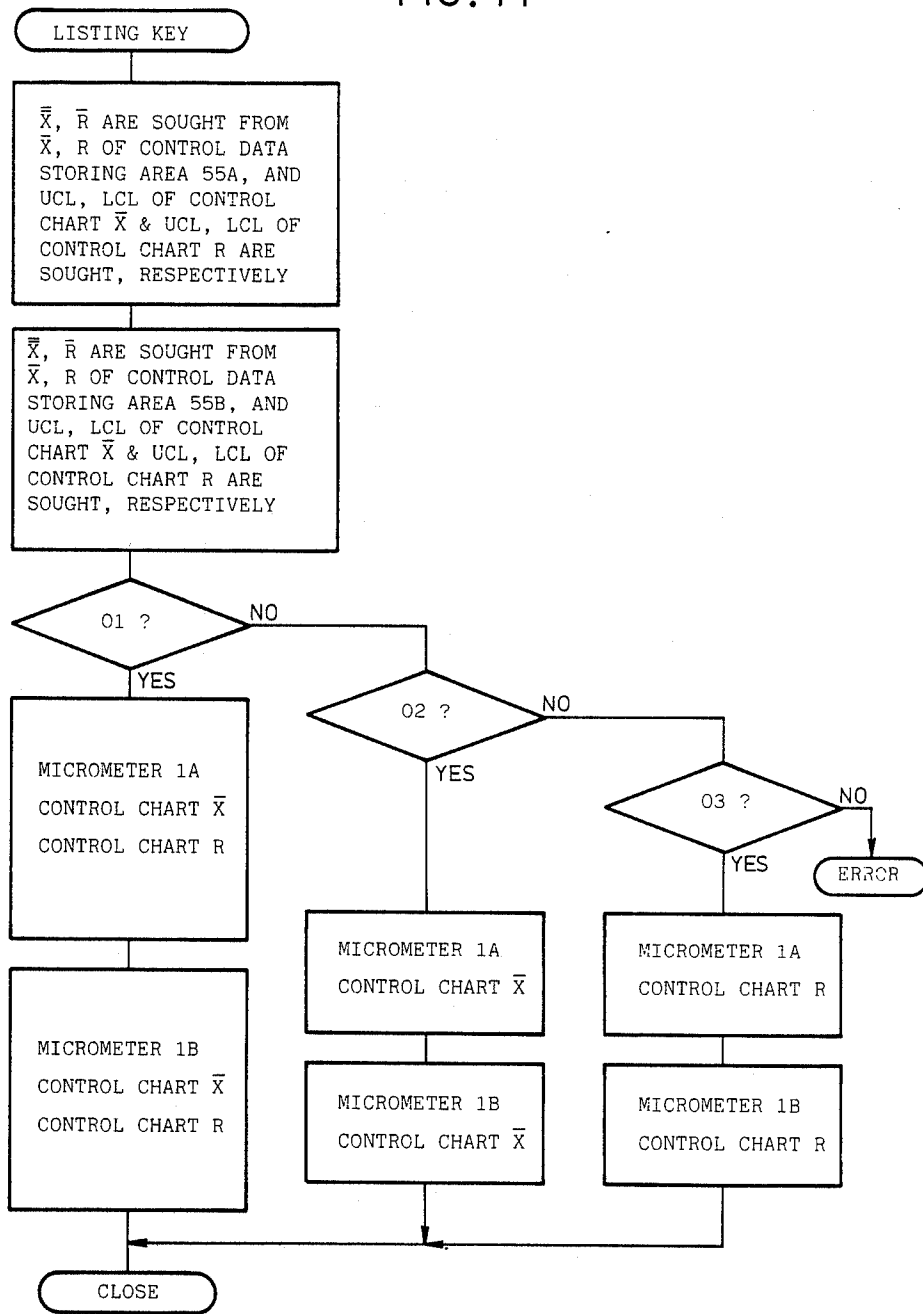 LISTING KEY
X̿, R̄ ARE SOUGHT FROM
X̄, R OF CONTROL DATA
STORING AREA 55A, AND
UCL, LCL OF CONTROL
CHART X̄ & UCL, LCL OF
CONTROL CHART R ARE
SOUGHT, RESPECTIVELY
X̿, R̄ ARE SOUGHT FROM
X̄, R OF CONTROL DATA
STORING AREA 55B, AND
UCL, LCL OF CONTROL
CHART X̄ & UCL, LCL OF
CONTROL CHART R ARE
SOUGHT, RESPECTIVELY
01 ?
NO
YES
MICROMETER 1A
CONTROL CHART X̄
CONTROL CHART R
MICROMETER 1B
CONTROL CHART X̄
CONTROL CHART R
02 ?
NO
YES
MICROMETER 1A
CONTROL CHART X̄
MICROMETER 1B
CONTROL CHART X̄
03 ?
NO
YES
ERROR
MICROMETER 1A
CONTROL CHART R
MICROMETER 1B
CONTROL CHART R
CLOSE